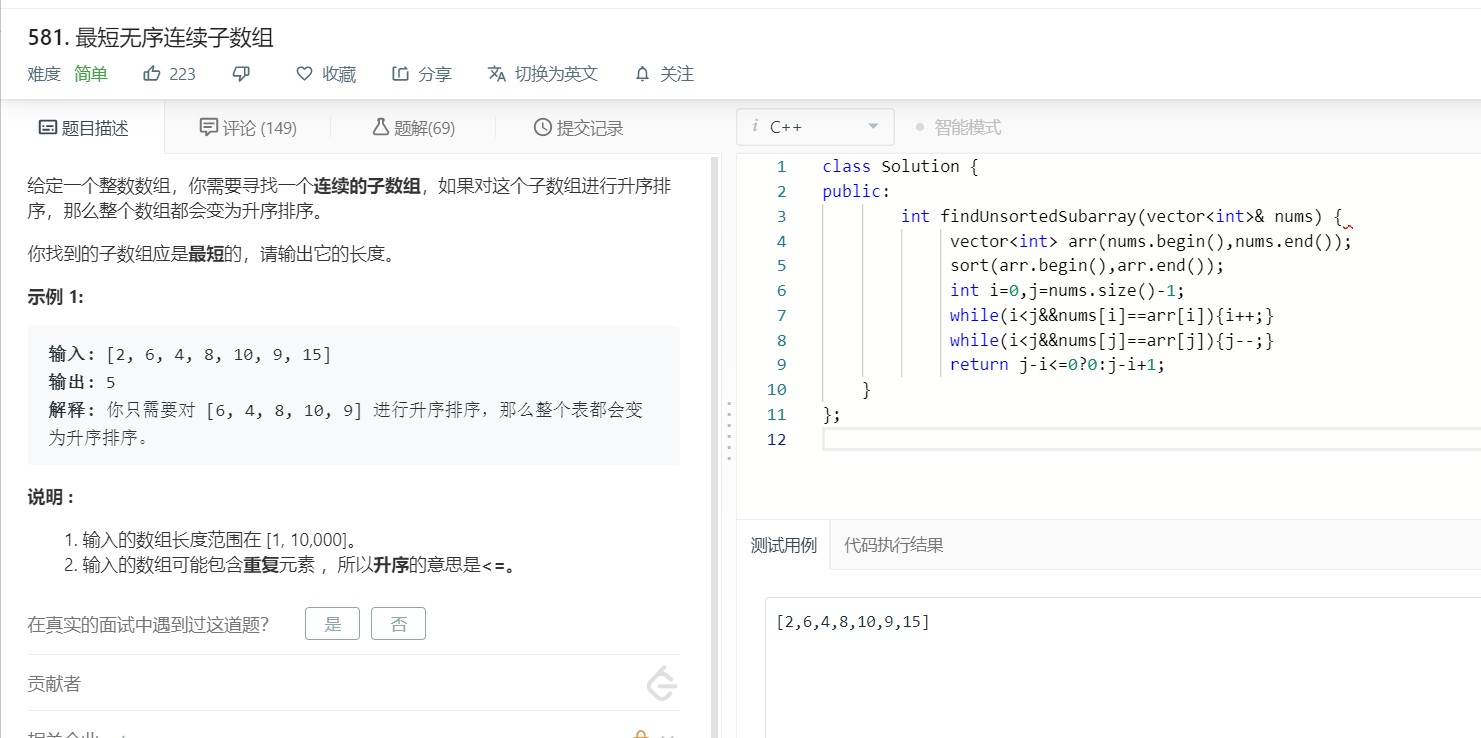 581. 最短无序连续子数组
难度 简单 223 收藏 分享 切换为英文 关注
题目描述 评论 (149) 题解(69) 提交记录
给定一个整数数组，你需要寻找一个连续的子数组，如果对这个子数组进行升序排
序，那么整个数组都会变为升序排序。
你找到的子数组应是最短的，请输出它的长度。
示例 1:
输入: [2, 6, 4, 8, 10, 9, 15]
输出: 5
解释: 你只需要对 [6, 4, 8, 10, 9] 进行升序排序，那么整个表都会变
为升序排序。
说明 :
1. 输入的数组长度范围在 [1, 10,000]。
2. 输入的数组可能包含重复元素 ，所以升序的意思是<=。
在真实的面试中遇到过这道题？ 是 否
贡献者
i C++ 智能模式
1 class Solution {
2 public:
3 int findUnsortedSubarray(vector<int>& nums) {
4 vector<int> arr(nums.begin(),nums.end());
5 sort(arr.begin(),arr.end());
6 int i=0,j=nums.size()-1;
7 while(i<j&&nums[i]==arr[i]){i++;}
8 while(i<j&&nums[j]==arr[j]){j--;}
9 return j-i<=0?0:j-i+1;
10 }
11 };
12
测试用例 代码执行结果
[2,6,4,8,10,9,15]